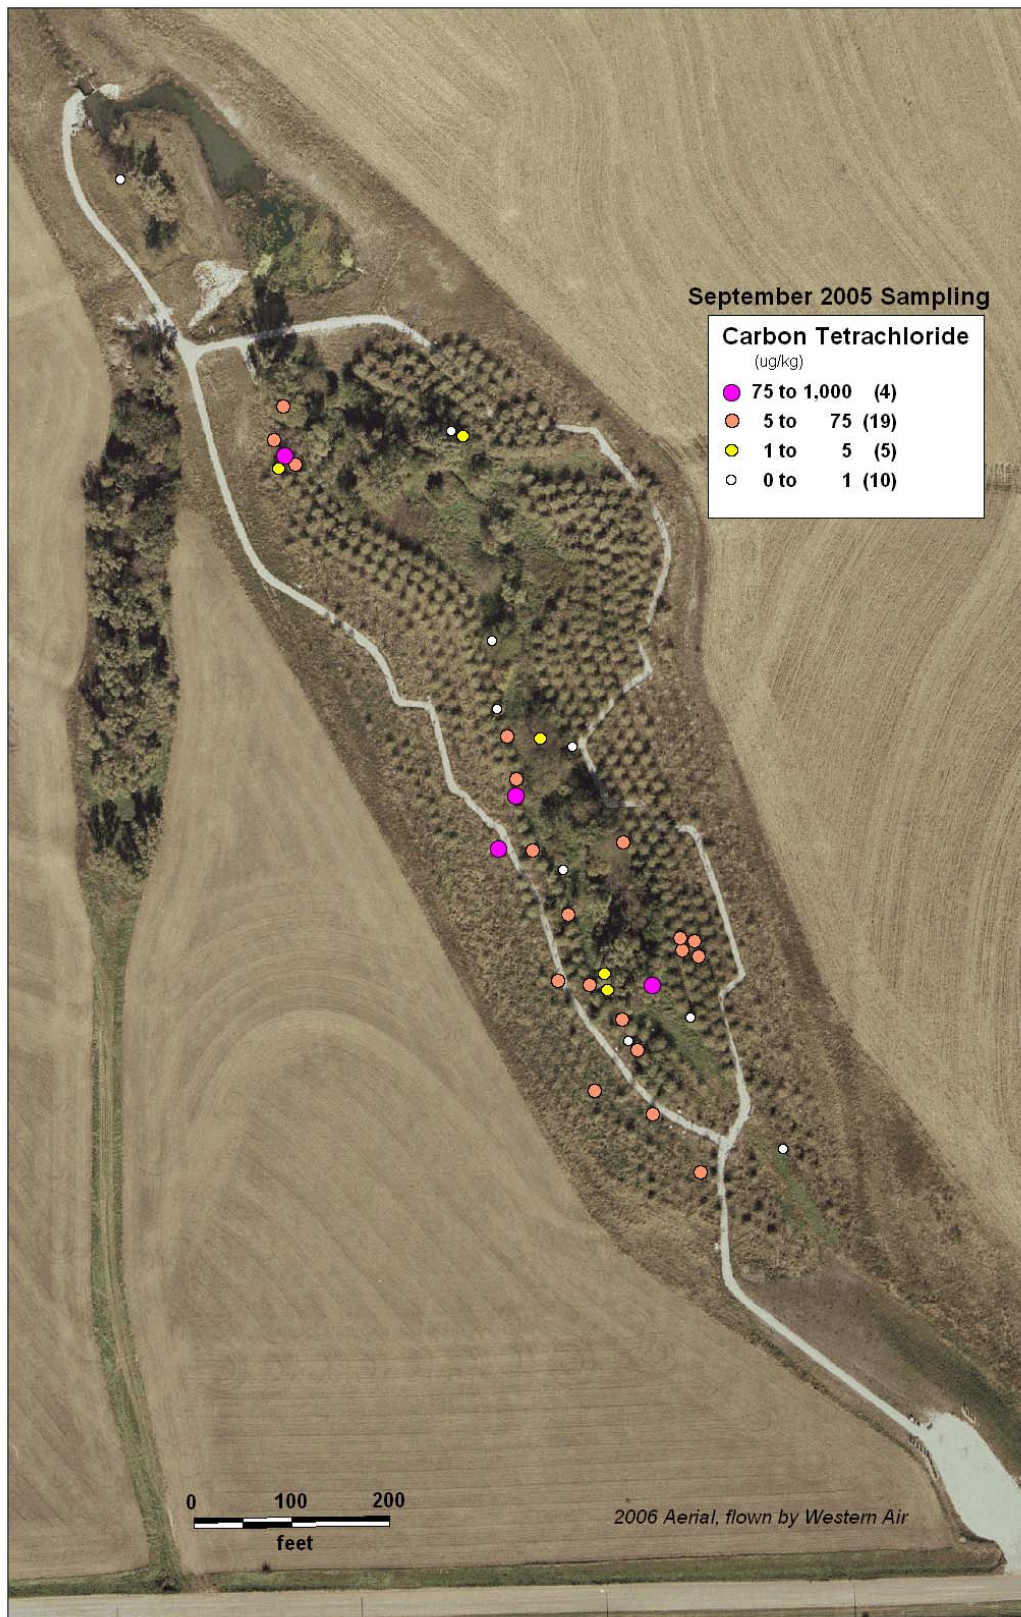 September 2005 Sampling
Carbon Tetrachloride
(ug/kg)
75 to 1,000 (4)
5 to 75 (19)
1 to 5 (5)
0 to 1 (10)
0 100 200
feet
2006 Aerial, flown by Western Air